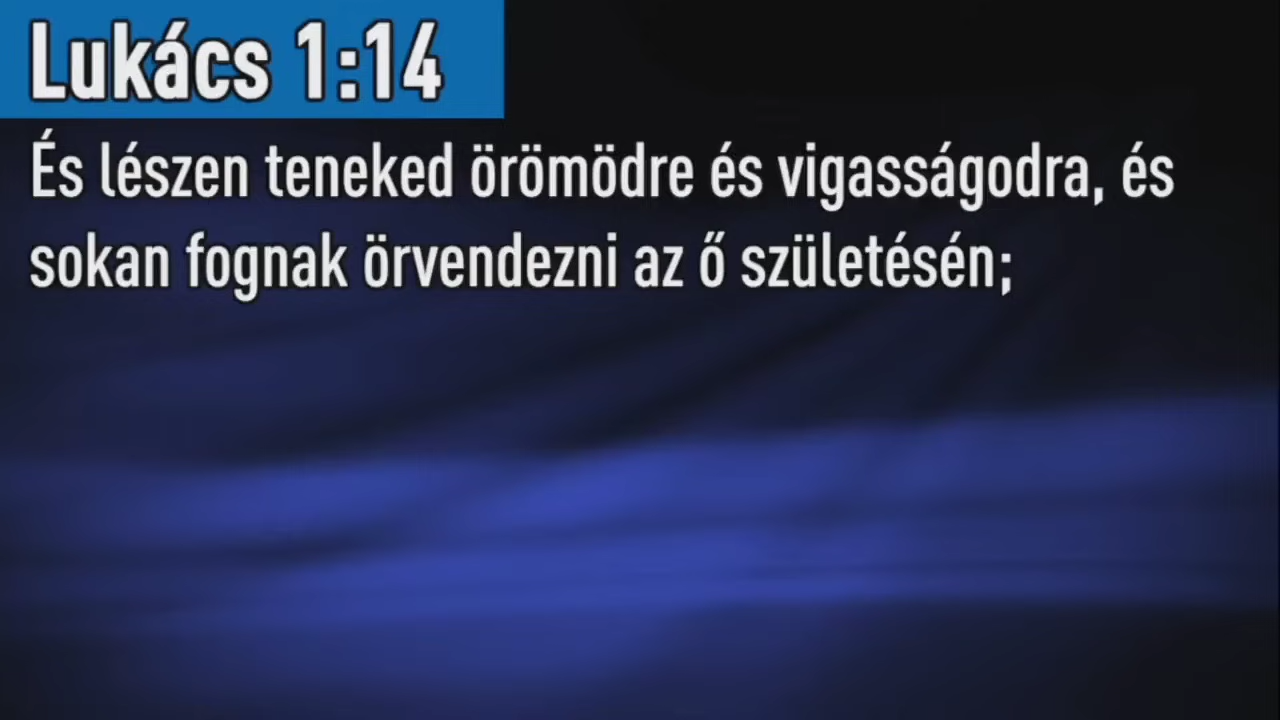 Lukács 1:14
És lészen teneked örömödre és vigasságodra, és
sokan fognak örvendezni az ő születésén;